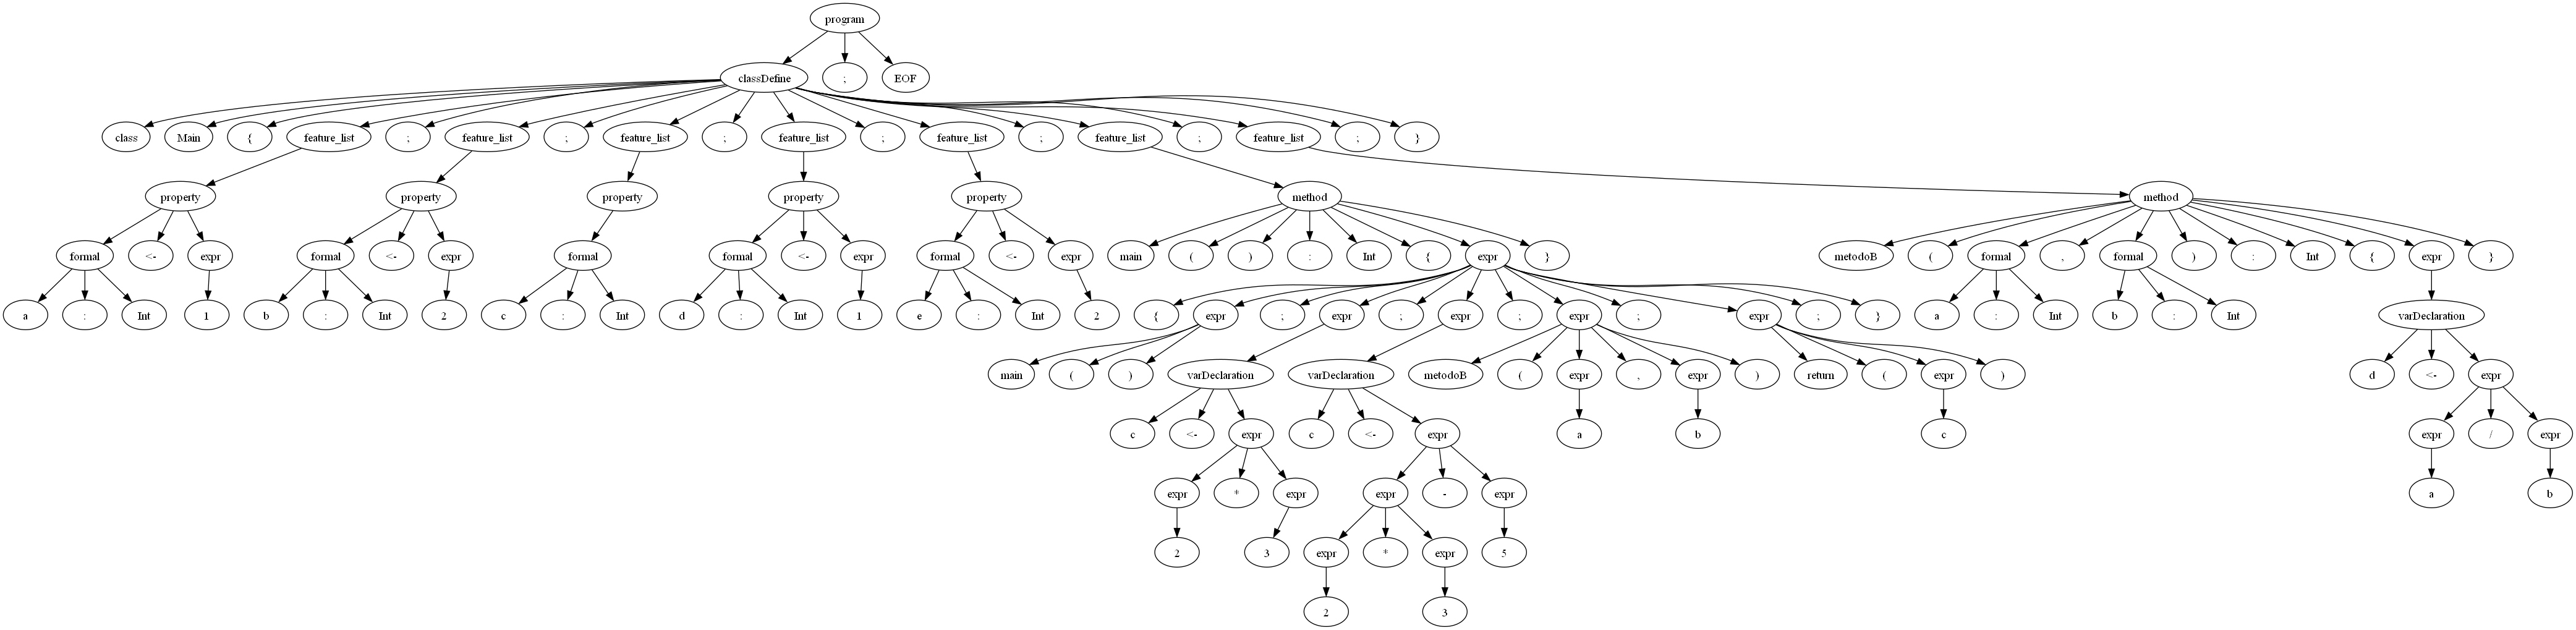 program
classDefine ; EOF
class Main { feature_list ; feature_list ; feature_list ; feature_list ; feature_list ; feature_list ; feature_list ; }
property property property property property method method
formal <- expr formal <- expr formal formal <- expr formal <- expr main ( ) : Int { expr } metodoB ( formal , formal ) : Int { expr }
a : Int 1 b : Int 2 c : Int d : Int 1 e : Int 2 { expr ; expr ; expr ; expr ; expr ; } a : Int b : Int varDeclaration
main ( ) varDeclaration varDeclaration metodoB ( expr , expr ) return ( expr ) d <- expr
c <- expr c <- expr a b c expr / expr
expr * expr expr - expr a b
2 3 expr * expr 5
2 3